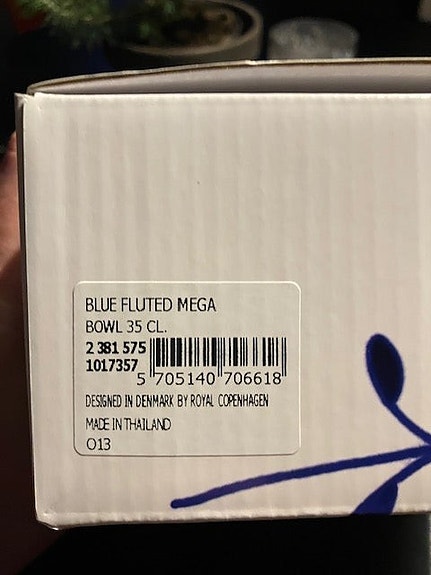 BLUE FLUTED MEGA
BOWL 35 CL.
2 381 575
1017357
5 705140 706618
DESIGNED IN DENMARK BY ROYAL COPENHAGEN
MADE IN THAILAND
O13